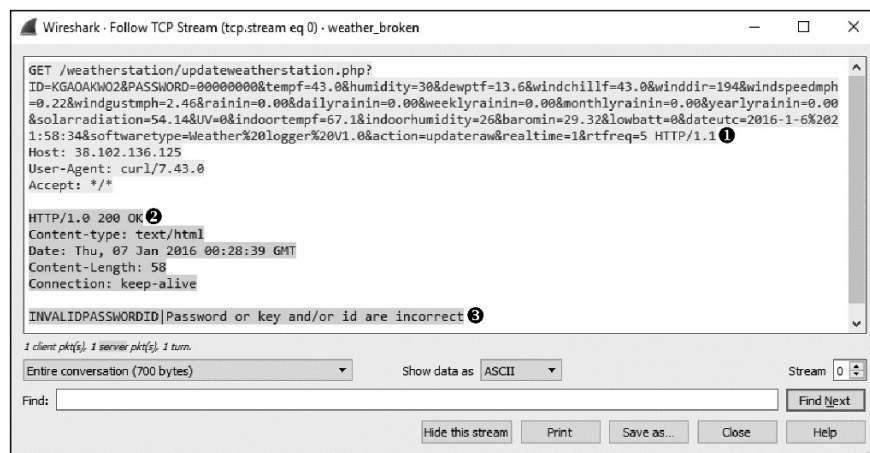 Wireshark · Follow TCP Stream (tcp.stream eq 0) · weather_broken
GET /weatherstation/updateweatherstation.php?
ID=KGAOAKWO2&PASSWORD=00000000&tempf=43.0&humidity=30&dewptf=13.6&windchillf=43.0&winddir=194&windspeedmph
=0.22&windgustmph=2.46&rainin=0.00&dailyrainin=0.00&weeklyrainin=0.00&monthlyrainin=0.00&yearlyrainin=0.00
&solarradiation=54.14&UV=0&indoortempf=67.1&indoorhumidity=26&baromin=29.32&lowbatt=0&dateutc=2016-1-6%202
1:58:34&softwaretype=Weather%20logger%20V1.0&action=updateraw&realtime=1&rtfreq=5 HTTP/1.1 ❶
Host: 38.102.136.125
User-Agent: curl/7.43.0
Accept: */*
HTTP/1.0 200 OK ❷
Content-type: text/html
Date: Thu, 07 Jan 2016 00:28:39 GMT
Content-Length: 58
Connection: keep-alive
INVALIDPASSWORDID|Password or key and/or id are incorrect ❸
1 client pkt(s), 1 server pkt(s), 1 turn.
Entire conversation (700 bytes) Show data as ASCII Stream 0
Find: Find Next
Hide this stream Print Save as... Close Help